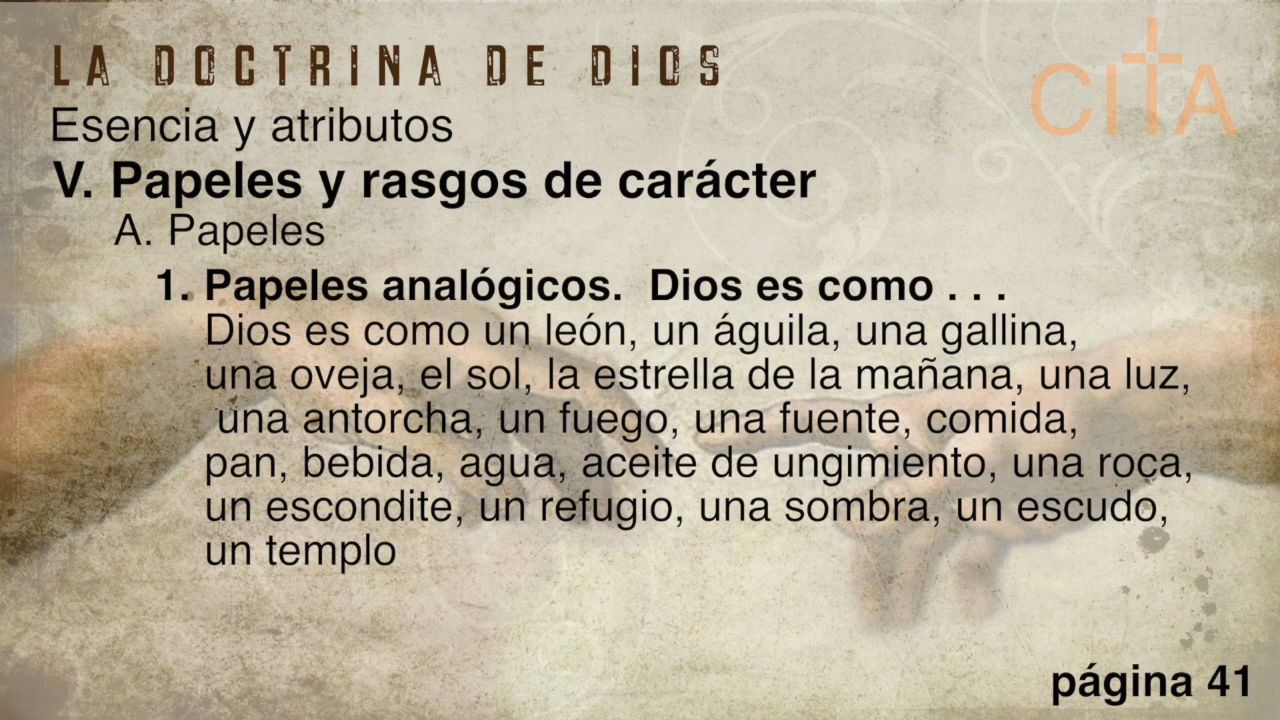 LA DOCTRINA DE DIOS
CITA
Esencia y atributos
V. Papeles y rasgos de carácter
A. Papeles
1. Papeles analógicos. Dios es como . . .
Dios es como un león, un águila, una gallina,
una oveja, el sol, la estrella de la mañana, una luz,
una antorcha, un fuego, una fuente, comida,
pan, bebida, agua, aceite de ungimiento, una roca,
un escondite, un refugio, una sombra, un escudo,
un templo
página 41